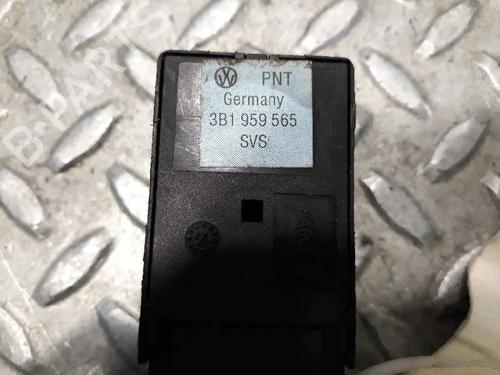 B-PARTS
PNT
Germany
3B1 959 565
SVS